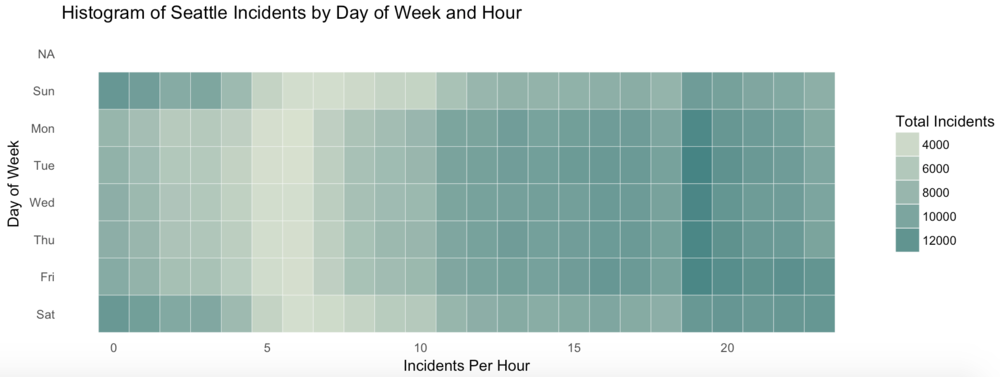 Histogram of Seattle Incidents by Day of Week and Hour
NA
Sun
Mon
Tue
Wed
Thu
Fri
Sat
Day of Week
0 5 10 15 20
Incidents Per Hour
Total Incidents
4000
6000
8000
10000
12000